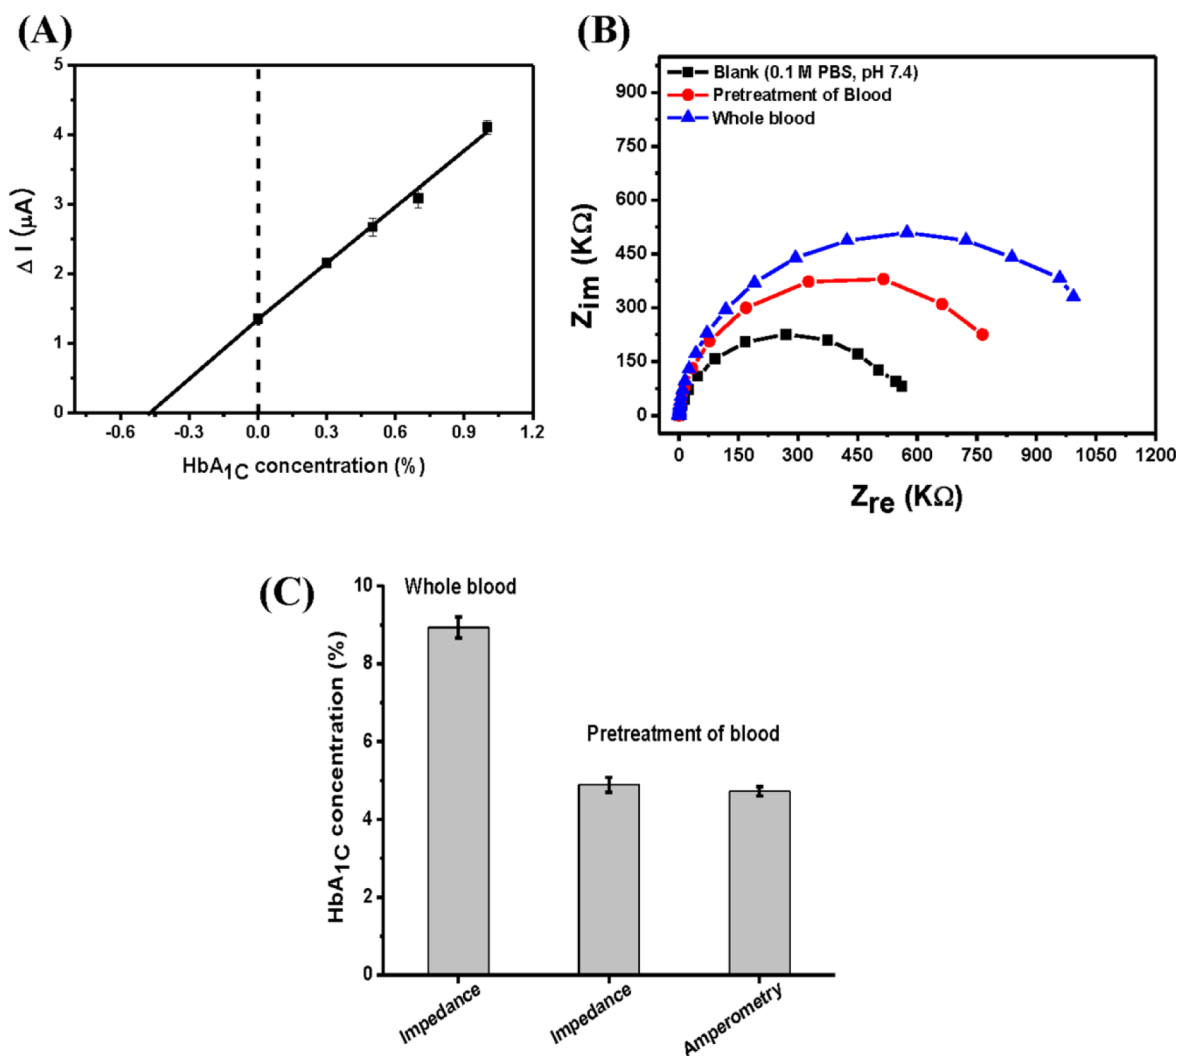 (A)
5
4
3
2
1
0
Δ I (μA)
-0.6 -0.3 0.0 0.3 0.6 0.9 1.2
HbA1C concentration (%)
(B)
Blank (0.1 M PBS, pH 7.4)
Pretreatment of Blood
Whole blood
900
750
600
450
300
150
0
Zim (KΩ)
0 150 300 450 600 750 900 1050 1200
Zre (KΩ)
(C)
10
8
6
4
2
0
HbA1C concentration (%)
Whole blood
Pretreatment of blood
Impedance
Impedance
Amperometry